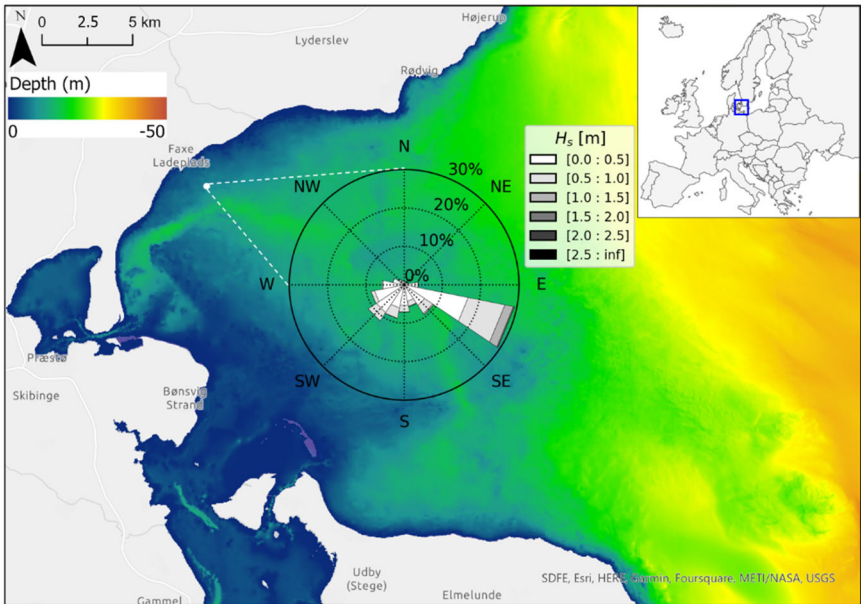 N
0 2.5 5 km
Depth (m)
0 -50
Højerup
Lyderslev
Rødvig
Faxe
Ladeplads
N
NW
NE
30%
20%
10%
0%
W
E
SW
SE
S
H_s [m]
[0.0 : 0.5]
[0.5 : 1.0]
[1.0 : 1.5]
[1.5 : 2.0]
[2.0 : 2.5]
[2.5 : inf]
Præstø
Skibinge
Bønsvig
Strand
Udby
(Stege)
Elmelunde
Gammel
SDFE, Esri, HERE, Garmin, Foursquare, METI/NASA, USGS